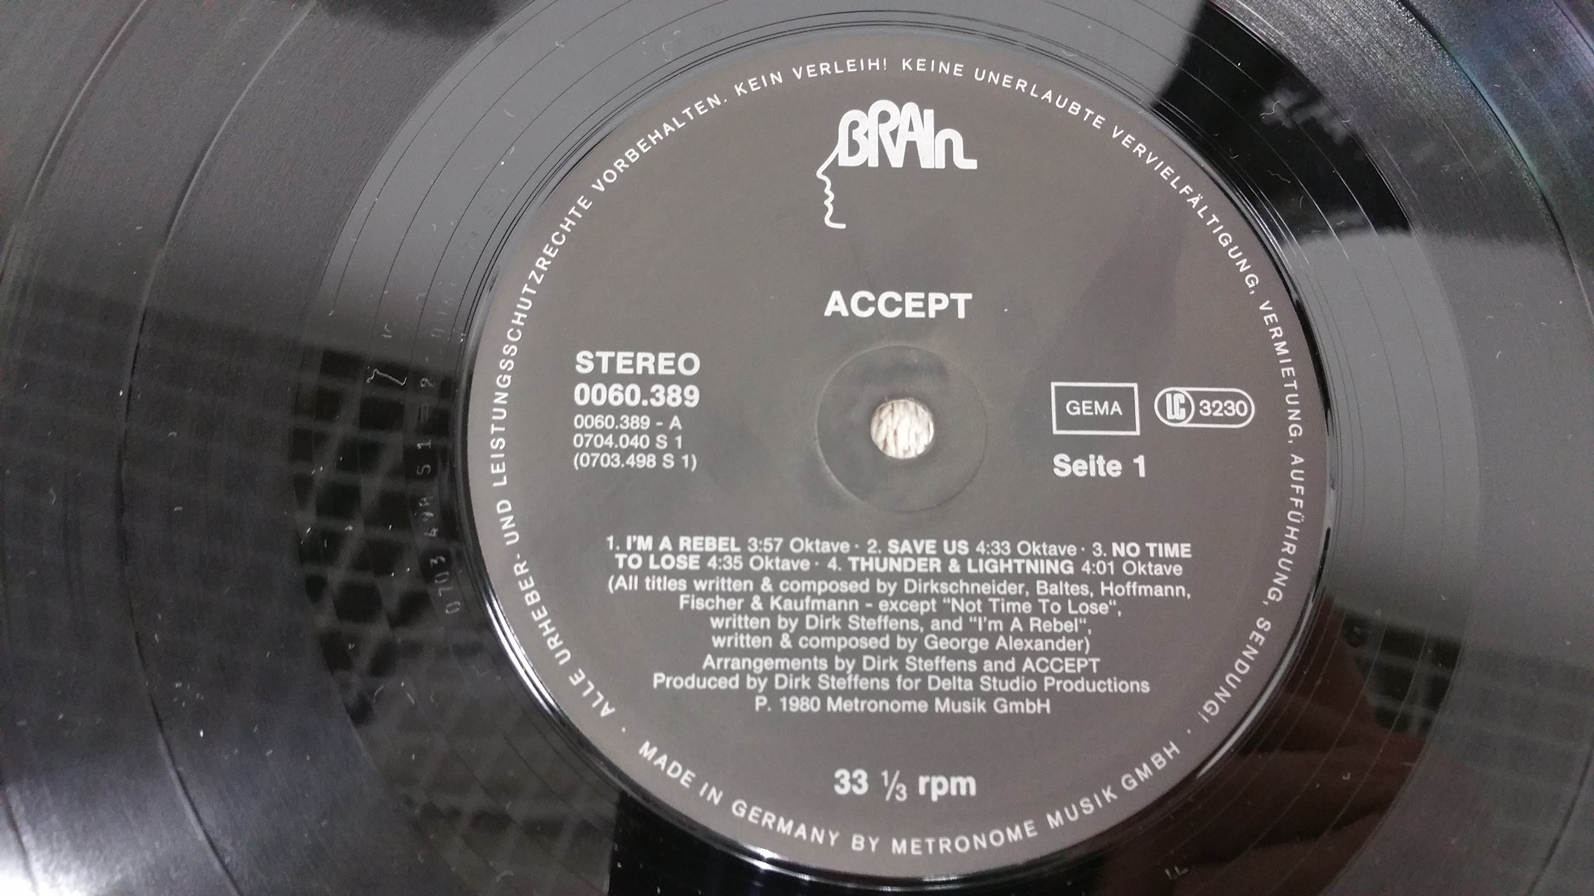 ALLE URHEBER- UND LEISTUNGSSCHUTZRECHTE VORBEHALTEN. KEIN VERLEIH! KEINE UNERLAUBTE VERVIELFÄLTIGUNG, VERMIETUNG, AUFFÜHRUNG, SENDUNG!
BRAIn
ACCEPT
STEREO
0060.389
0060.389 - A
0704.040 S 1
(0703.498 S 1)
GEMA
LC 3230
Seite 1
1. I'M A REBEL 3:57 Oktave · 2. SAVE US 4:33 Oktave · 3. NO TIME
TO LOSE 4:35 Oktave · 4. THUNDER & LIGHTNING 4:01 Oktave
(All titles written & composed by Dirkschneider, Baltes, Hoffmann,
Fischer & Kaufmann - except “Not Time To Lose“,
written by Dirk Steffens, and “I'm A Rebel“,
written & composed by George Alexander)
Arrangements by Dirk Steffens and ACCEPT
Produced by Dirk Steffens for Delta Studio Productions
P. 1980 Metronome Musik GmbH
33 ⅓ rpm
· MADE IN GERMANY BY METRONOME MUSIK GMBH ·